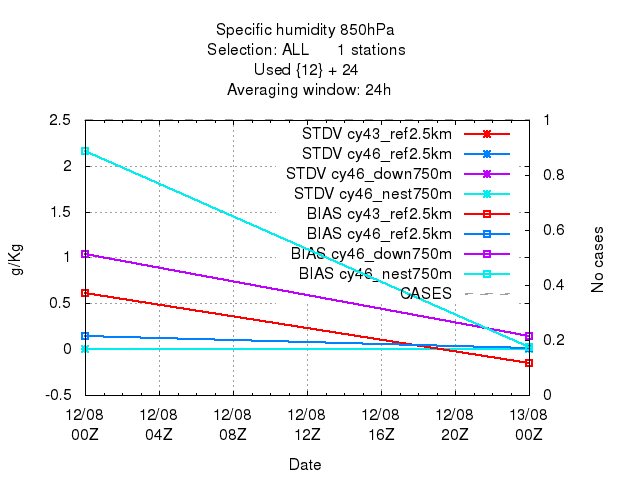 Specific humidity 850hPa
Selection: ALL 1 stations
Used {12} + 24
Averaging window: 24h
2.5
2
1.5
1
0.5
0
-0.5
g/Kg
1
0.8
0.6
0.4
0.2
0
No cases
STDV cy43_ref2.5km
STDV cy46_ref2.5km
STDV cy46_down750m
STDV cy46_nest750m
BIAS cy43_ref2.5km
BIAS cy46_ref2.5km
BIAS cy46_down750m
BIAS cy46_nest750m
CASES
12/08 12/08 12/08 12/08 12/08 12/08 13/08
00Z 04Z 08Z 12Z 16Z 20Z 00Z
Date